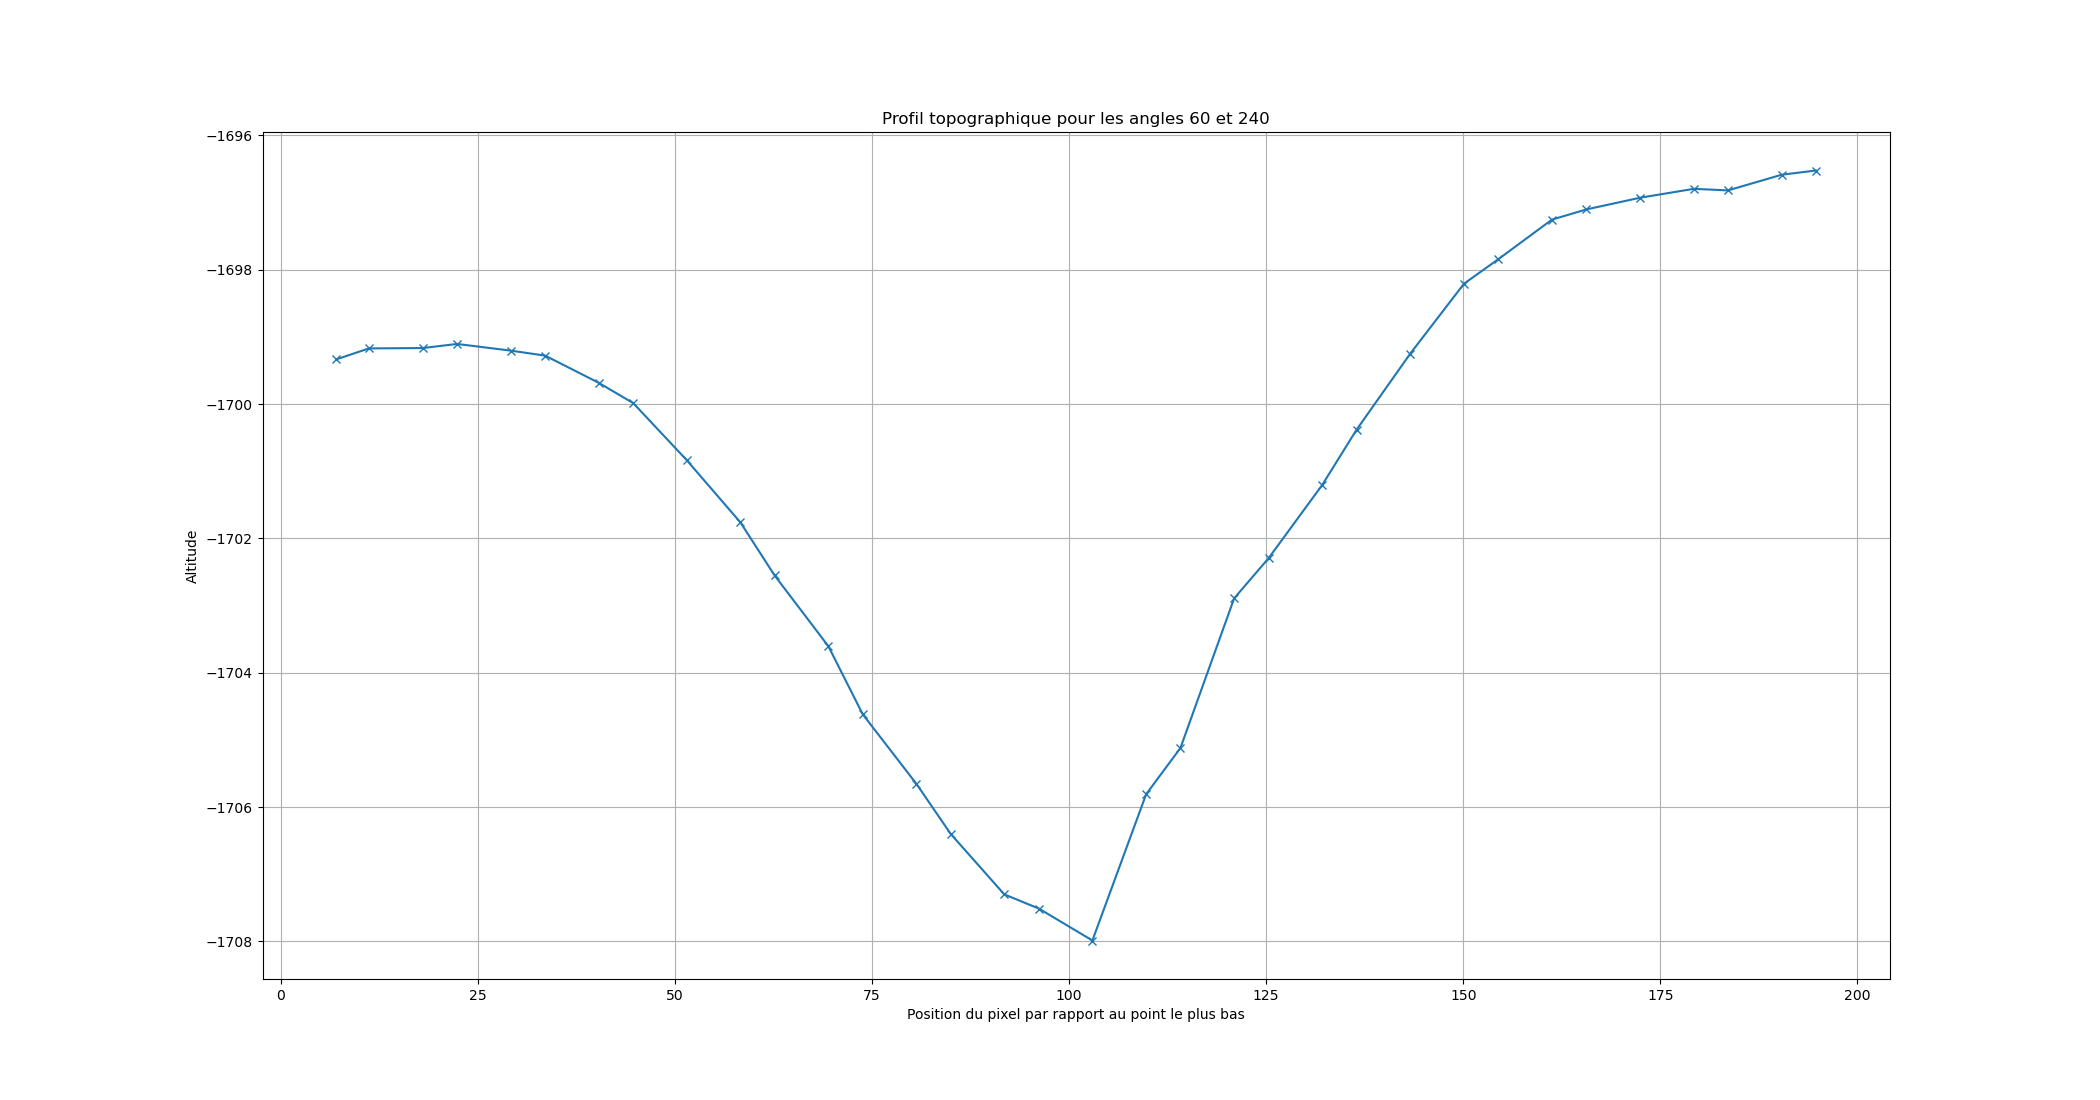 Profil topographique pour les angles 60 et 240
−1696
−1698
−1700
−1702
−1704
−1706
−1708
Altitude
0 25 50 75 100 125 150 175 200
Position du pixel par rapport au point le plus bas